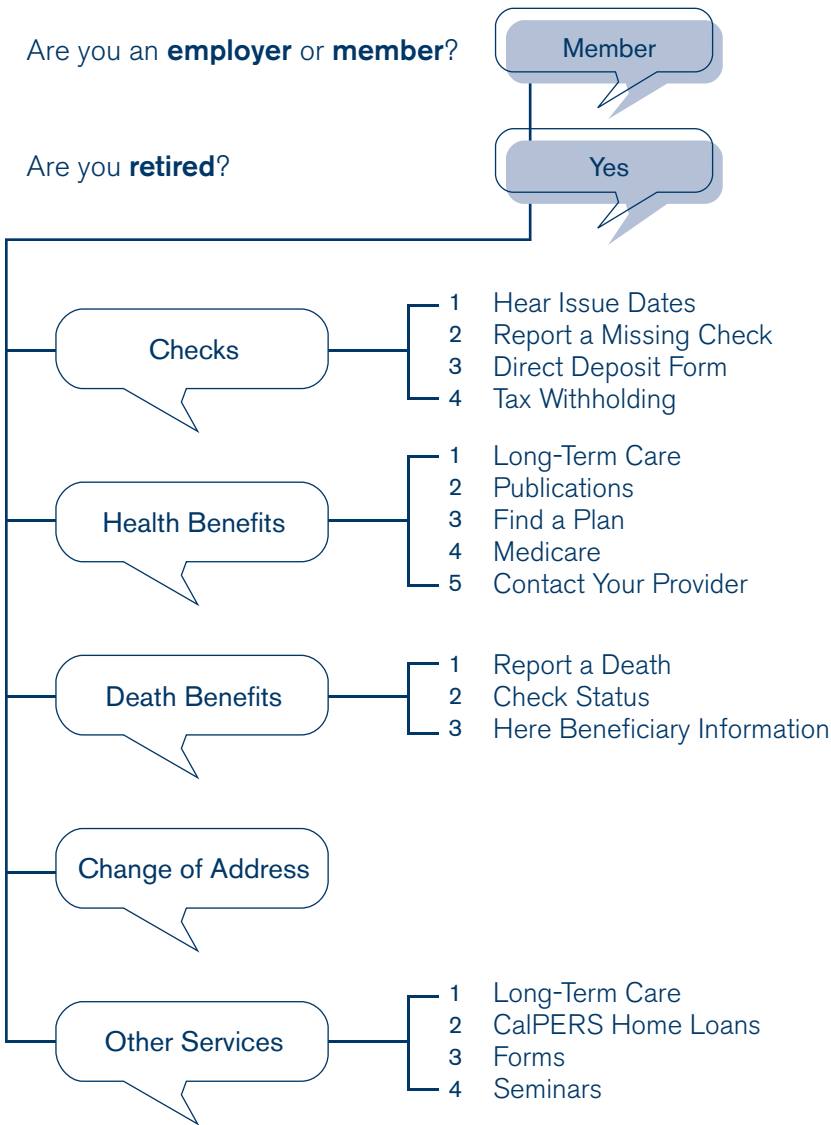 Are you an employer or member?
Member
Are you retired?
Yes
Checks
1 Hear Issue Dates
2 Report a Missing Check
3 Direct Deposit Form
4 Tax Withholding
Health Benefits
1 Long-Term Care
2 Publications
3 Find a Plan
4 Medicare
5 Contact Your Provider
Death Benefits
1 Report a Death
2 Check Status
3 Here Beneficiary Information
Change of Address
Other Services
1 Long-Term Care
2 CalPERS Home Loans
3 Forms
4 Seminars